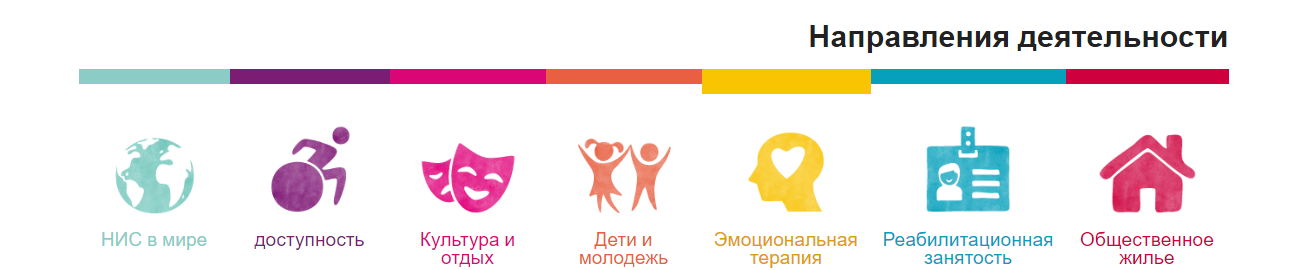 Направления деятельности
НИС в мире
доступность
Культура и
отдых
Дети и
молодежь
Эмоциональная
терапия
Реабилитационная
занятость
Общественное
жилье